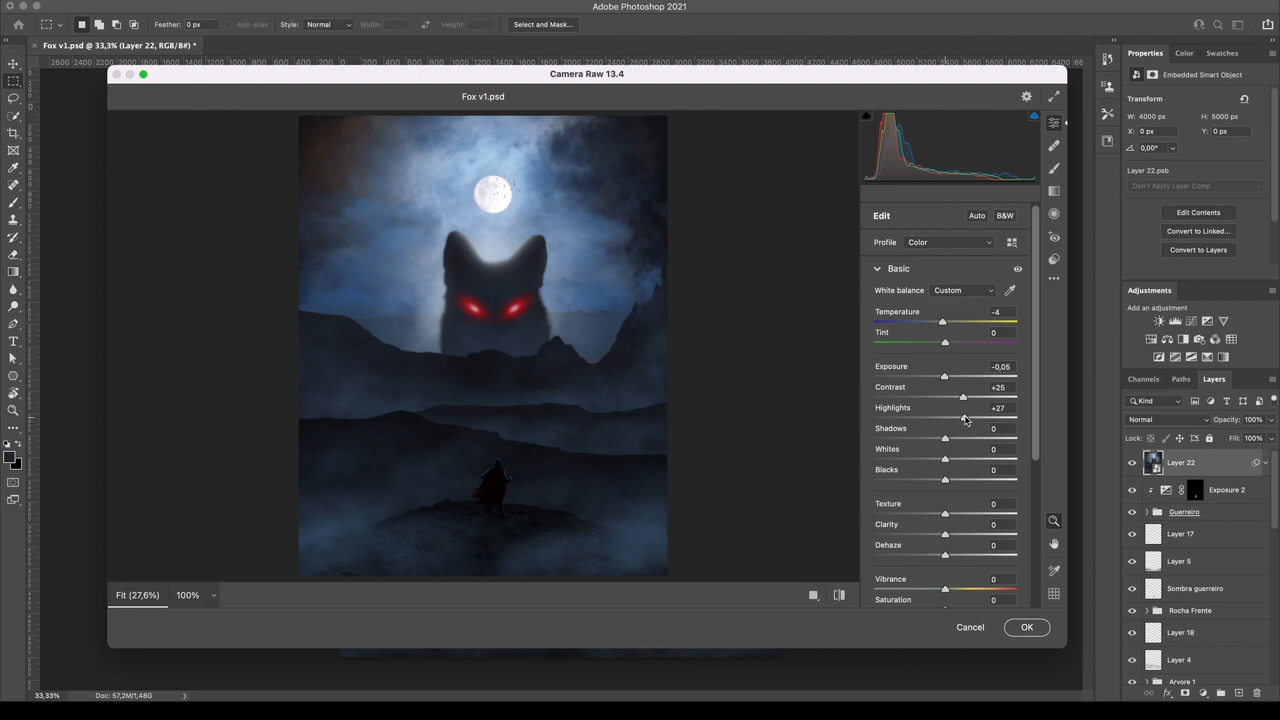 Adobe Photoshop 2021
Feather: 0 px
Anti-alias
Style: Normal
Width:
Height:
Select and Mask...
Fox v1.psd @ 33,3% (Layer 22, RGB/8#) *
Camera Raw 13.4
Fox v1.psd
Edit
Auto
B&W
Profile
Color
Basic
White balance
Custom
Temperature
-4
Tint
0
Exposure
-0,05
Contrast
+25
Highlights
+27
Shadows
0
Whites
0
Blacks
0
Texture
0
Clarity
0
Dehaze
0
Vibrance
0
Saturation
0
Fit (27,6%)
100%
Cancel
OK
33,33%
Doc: 57,2M/1,48G
Properties
Color
Swatches
Embedded Smart Object
Transform
W: 4000 px
H: 5000 px
X: 0 px
Y: 0 px
0,00°
Layer 22.psb
Don't Apply Layer Comp
Edit Contents
Convert to Linked...
Convert to Layers
Adjustments
Add an adjustment
Channels
Paths
Layers
Kind
Normal
Opacity: 100%
Lock:
Fill: 100%
Layer 22
Exposure 2
Guerreiro
Layer 17
Layer 5
Sombra guerreiro
Rocha Frente
Layer 18
Layer 4
Arvore 1